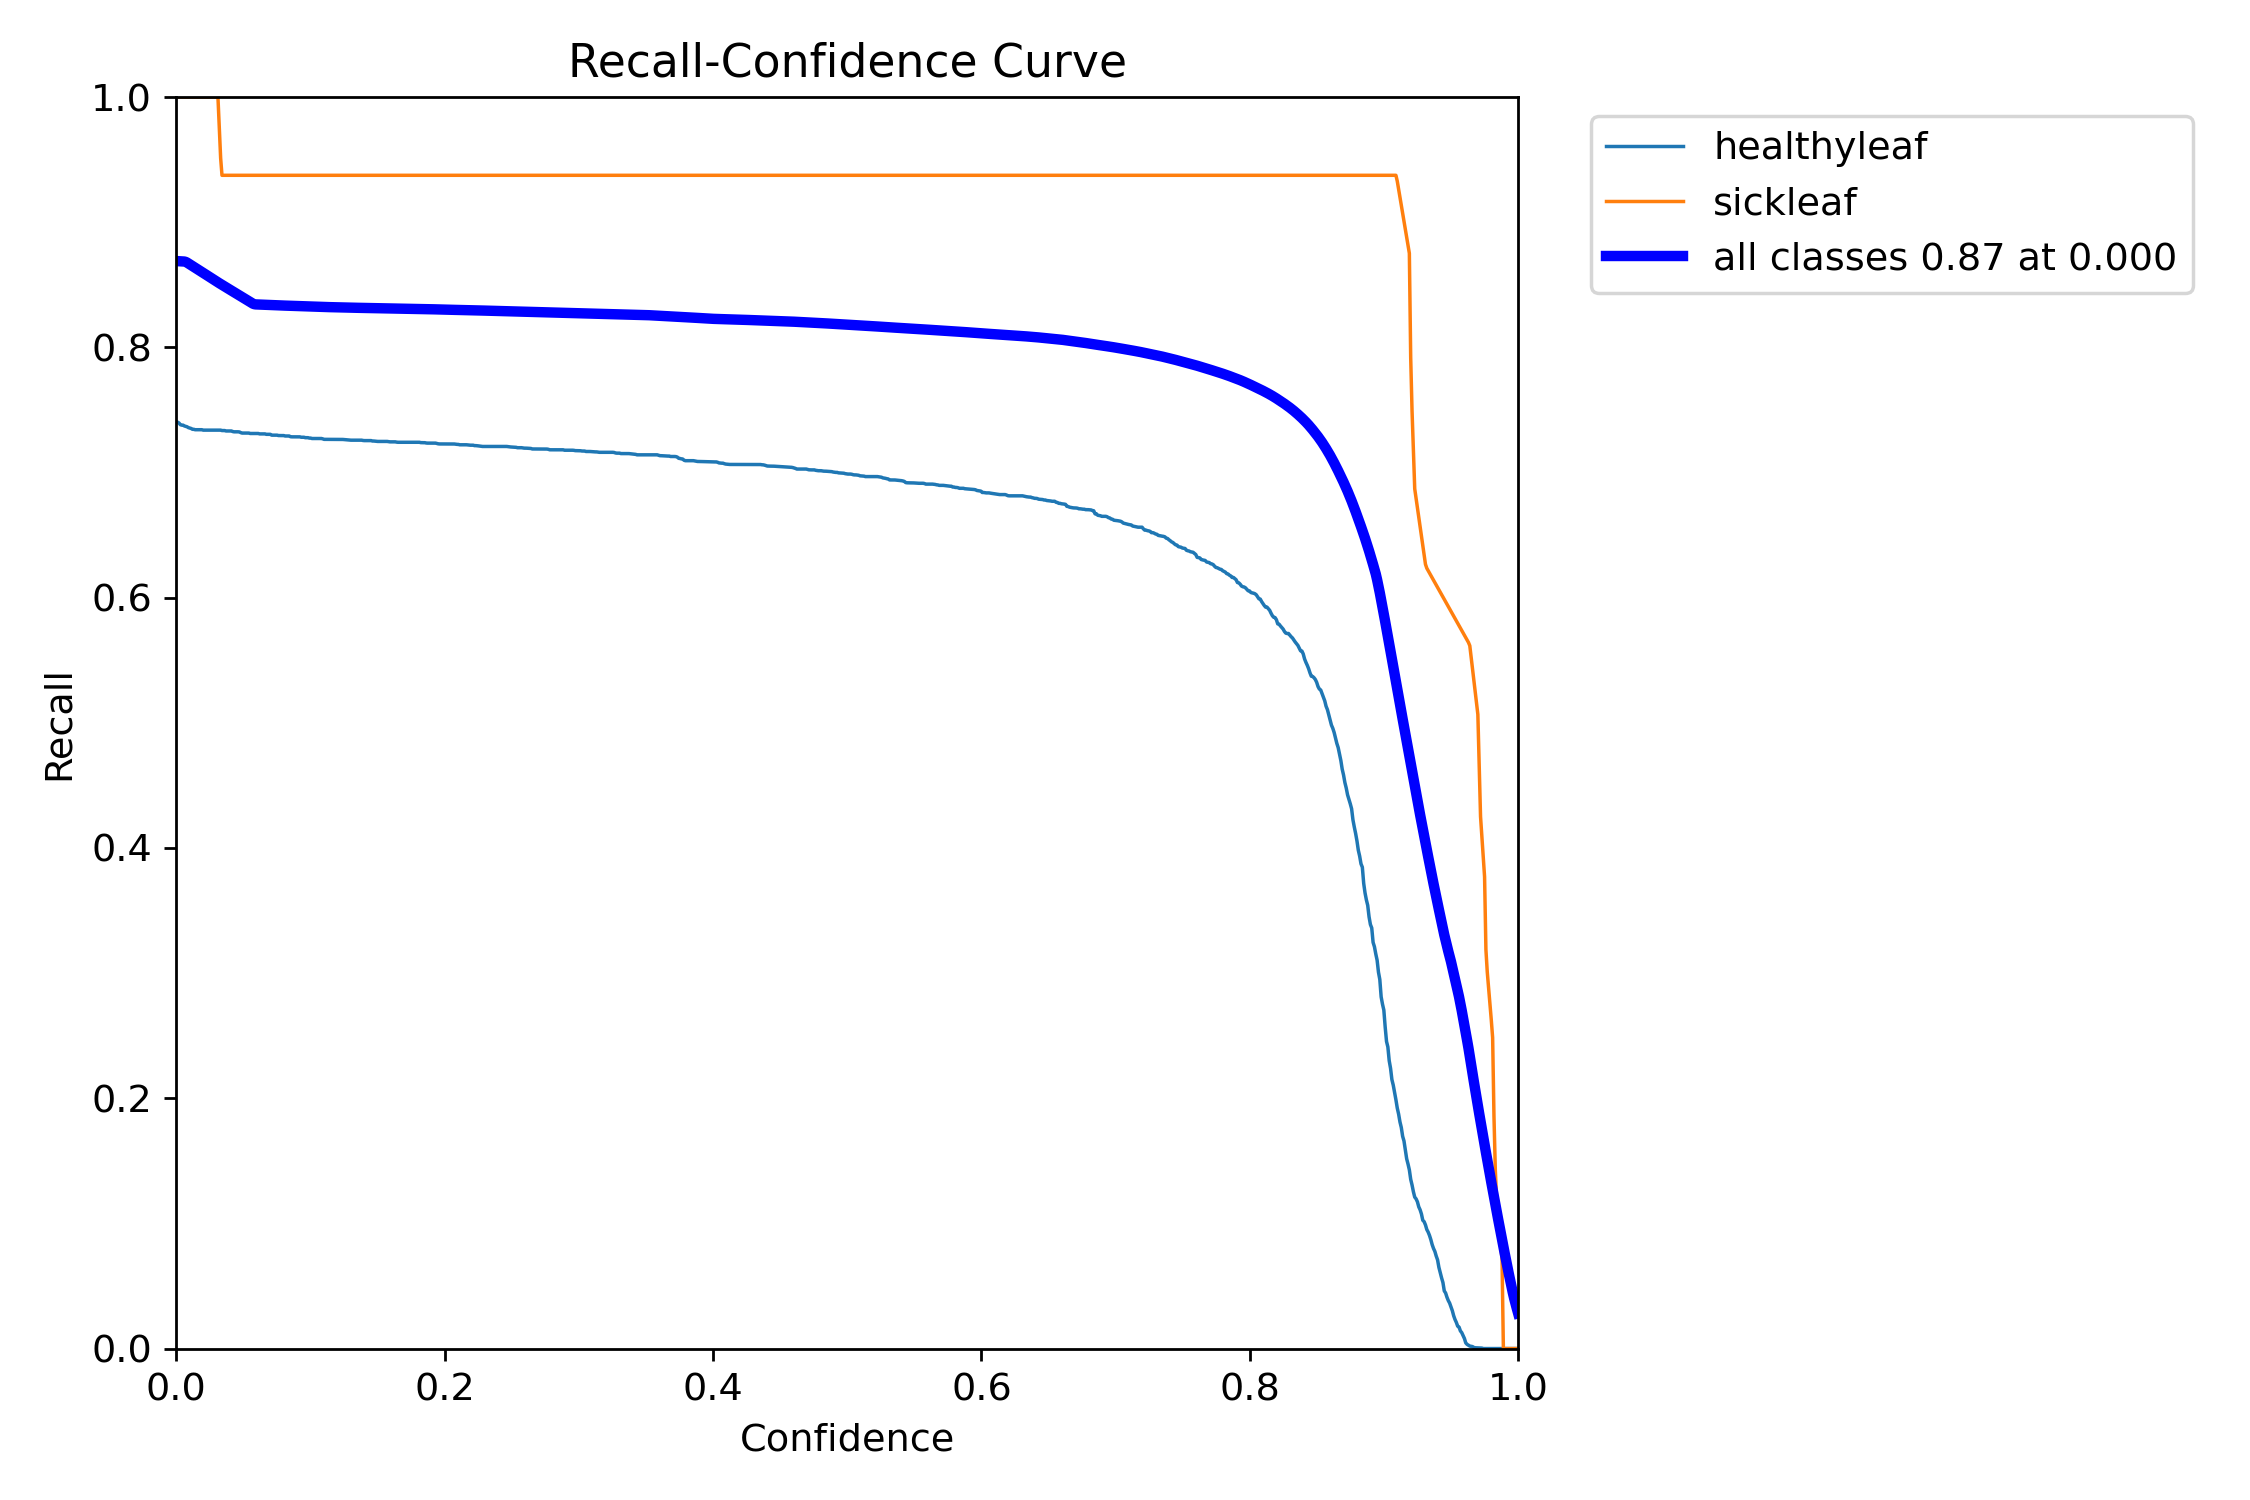 Recall-Confidence Curve
1.0
0.8
0.6
0.4
0.2
0.0
Recall
0.0 0.2 0.4 0.6 0.8 1.0
Confidence
healthyleaf
sickleaf
all classes 0.87 at 0.000